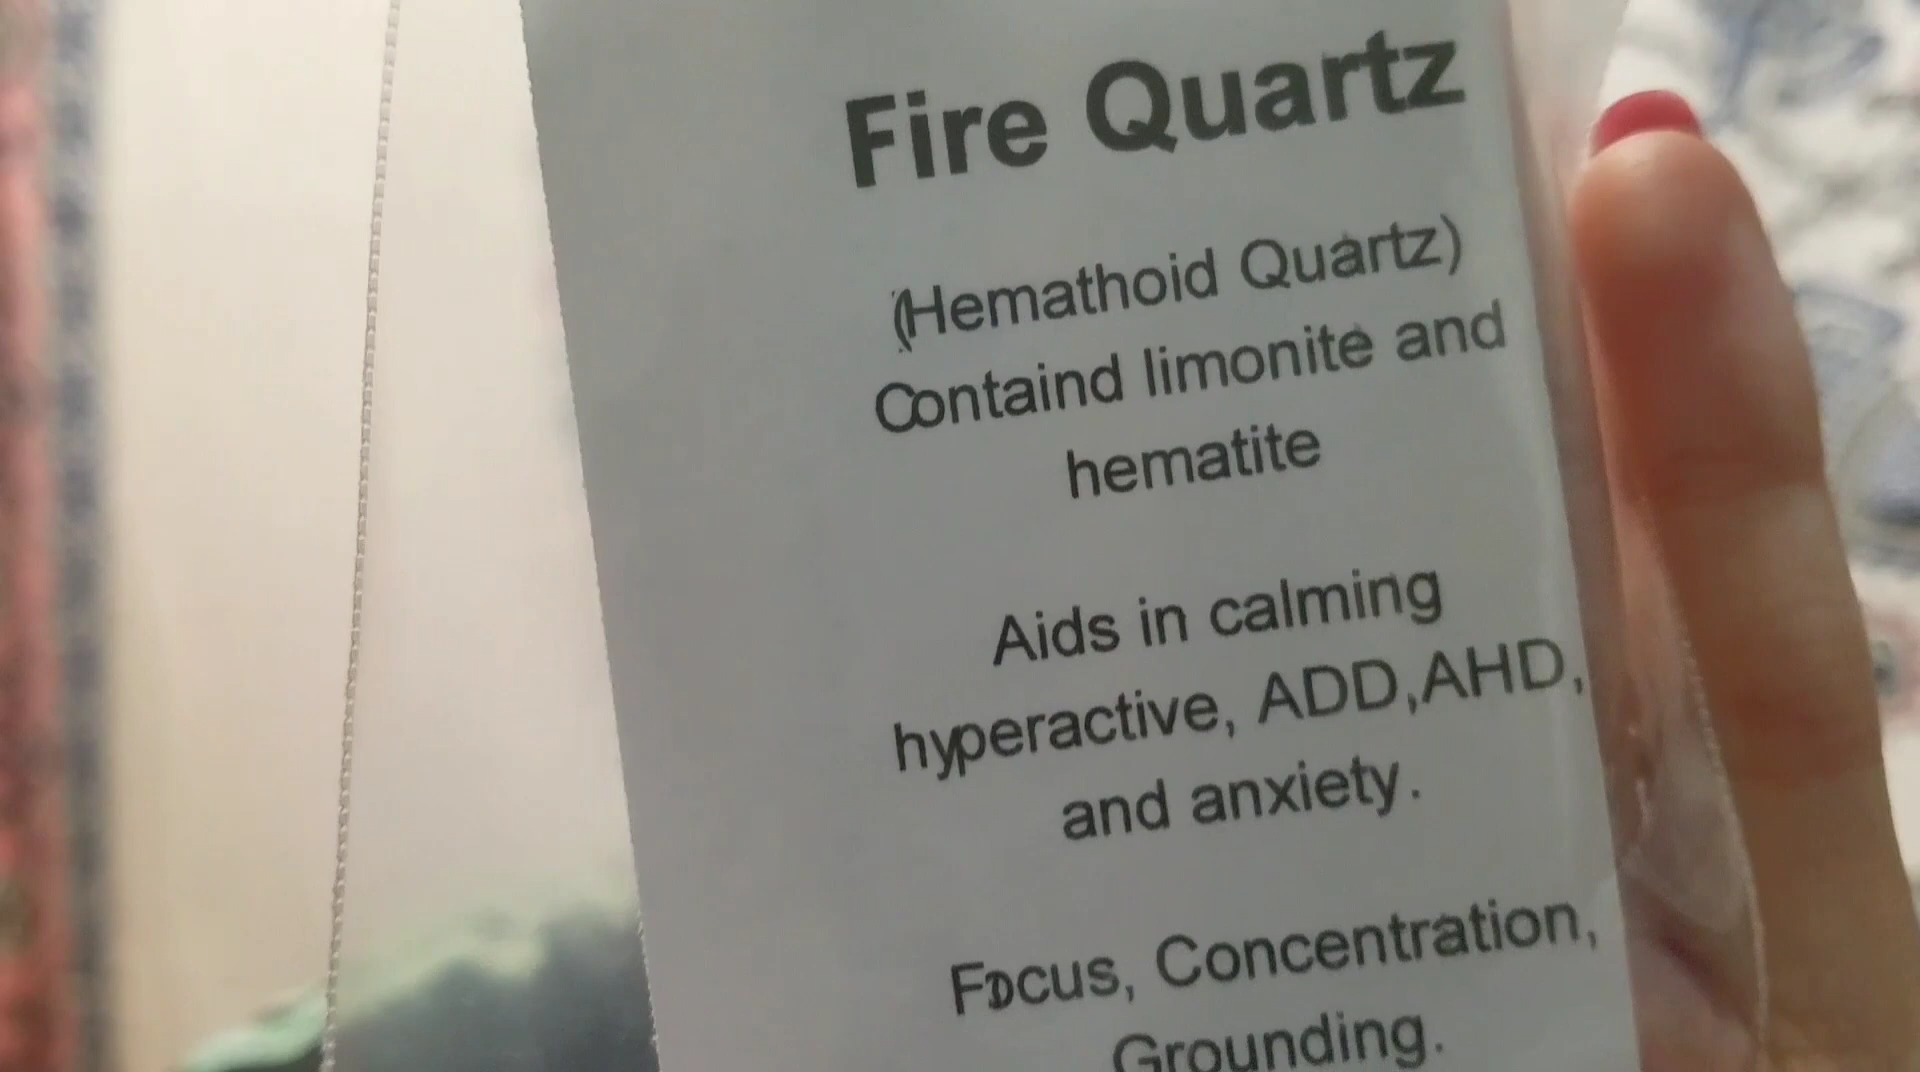 Fire Quartz
(Hemathoid Quartz)
Containd limonite and
hematite
Aids in calming
hyperactive, ADD,AHD,
and anxiety.
Focus, Concentration,
Grounding.